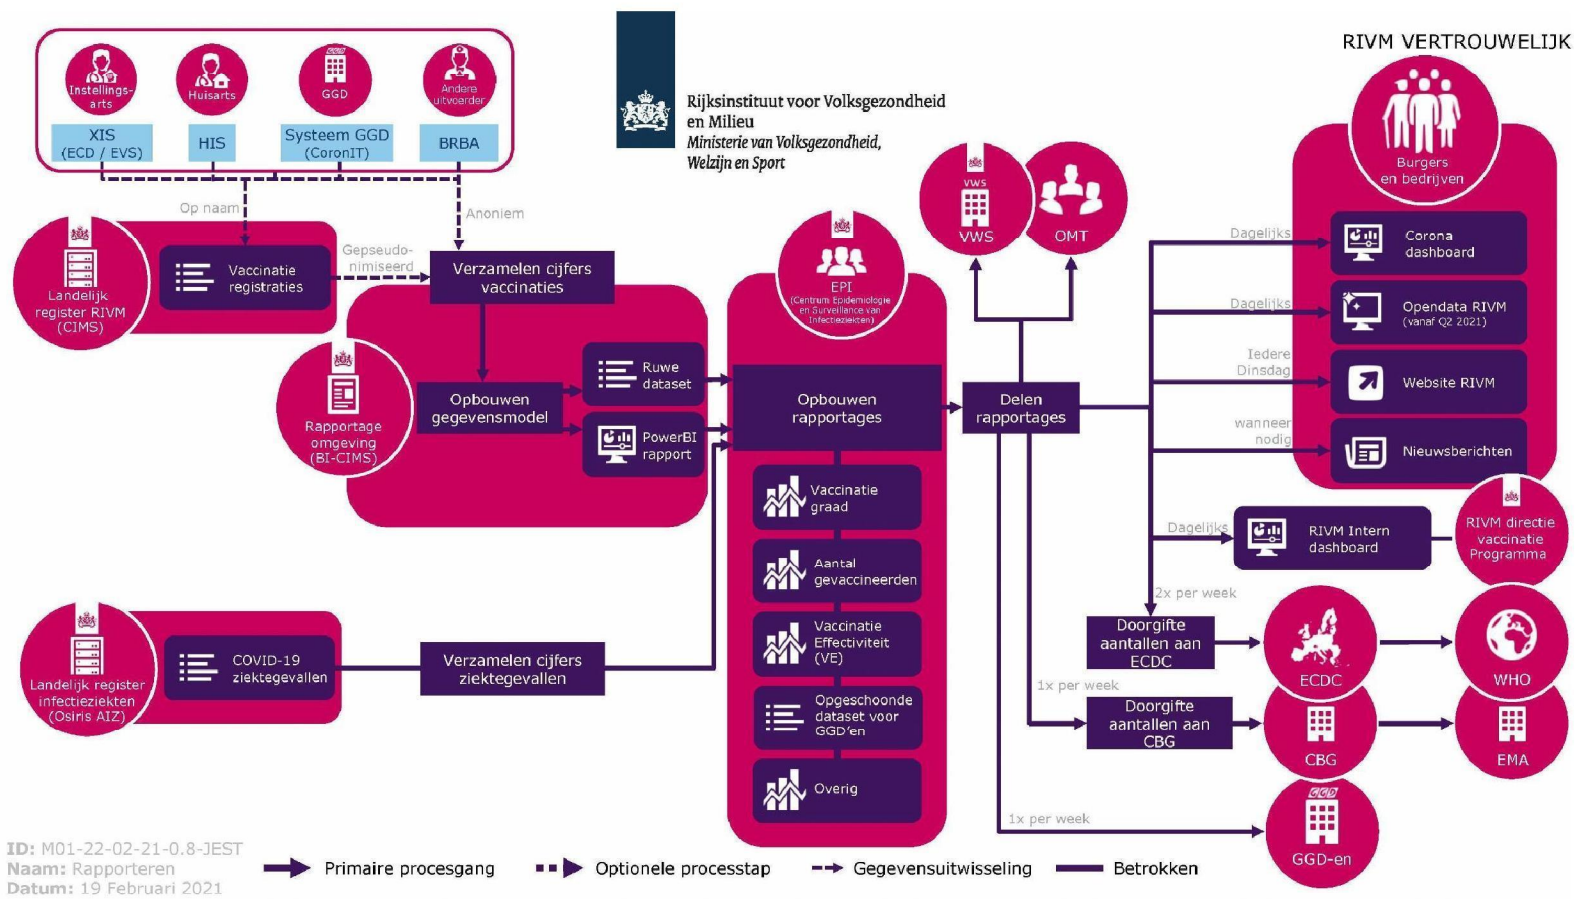 RIVM VERTROUWELIJK
Instellings-
arts
Huisarts
GGD
GGD
Andere
uitvoerder
XIS
(ECD / EVS)
HIS
Systeem GGD
(CoronIT)
BRBA
Rijksinstituut voor Volksgezondheid
en Milieu
Ministerie van Volksgezondheid,
Welzijn en Sport
Op naam
Anoniem
Landelijk
register RIVM
(CIMS)
Vaccinatie
registraties
Gepseudo-
nimiseerd
Verzamelen cijfers
vaccinaties
Rapportage
omgeving
(BI-CIMS)
Opbouwen
gegevensmodel
Ruwe
dataset
PowerBI
rapport
EPI
(Centrum Epidemiologie
en Surveillance van
Infectieziekten)
Opbouwen
rapportages
Vaccinatie
graad
Aantal
gevaccineerden
Vaccinatie
Effectiviteit
(VE)
Opgeschoonde
dataset voor
GGD'en
Overig
Landelijk register
infectieziekten
(Osiris AIZ)
COVID-19
ziektegevallen
Verzamelen cijfers
ziektegevallen
vws
VWS
OMT
Delen
rapportages
Burgers
en bedrijven
Dagelijks
Corona
dashboard
Dagelijks
Opendata RIVM
(vanaf Q2 2021)
Iedere
Dinsdag
Website RIVM
wanneer
nodig
Nieuwsberichten
Dagelijks
RIVM Intern
dashboard
RIVM directie
vaccinatie
Programma
2x per week
Doorgifte
aantallen aan
ECDC
ECDC
WHO
1x per week
Doorgifte
aantallen aan
CBG
CBG
EMA
1x per week
GGD
GGD-en
ID: M01-22-02-21-0.8-JEST
Naam: Rapporteren
Datum: 19 Februari 2021
Primaire procesgang
Optionele processtap
Gegevensuitwisseling
Betrokken